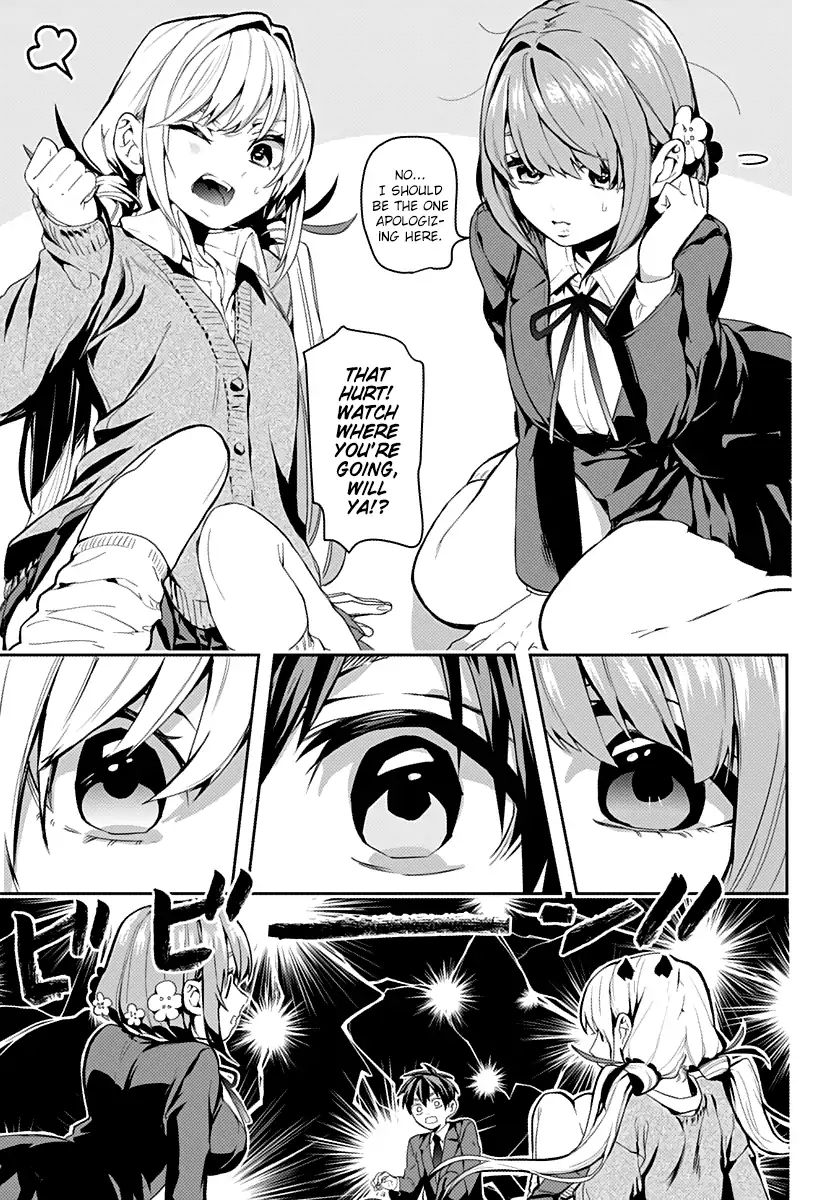 NO...
I SHOULD
BE THE ONE
APOLOGIZ-
ING HERE.
THAT
HURT!
WATCH
WHERE
YOU'RE
GOING,
WILL
YA!?
ビビーン!!